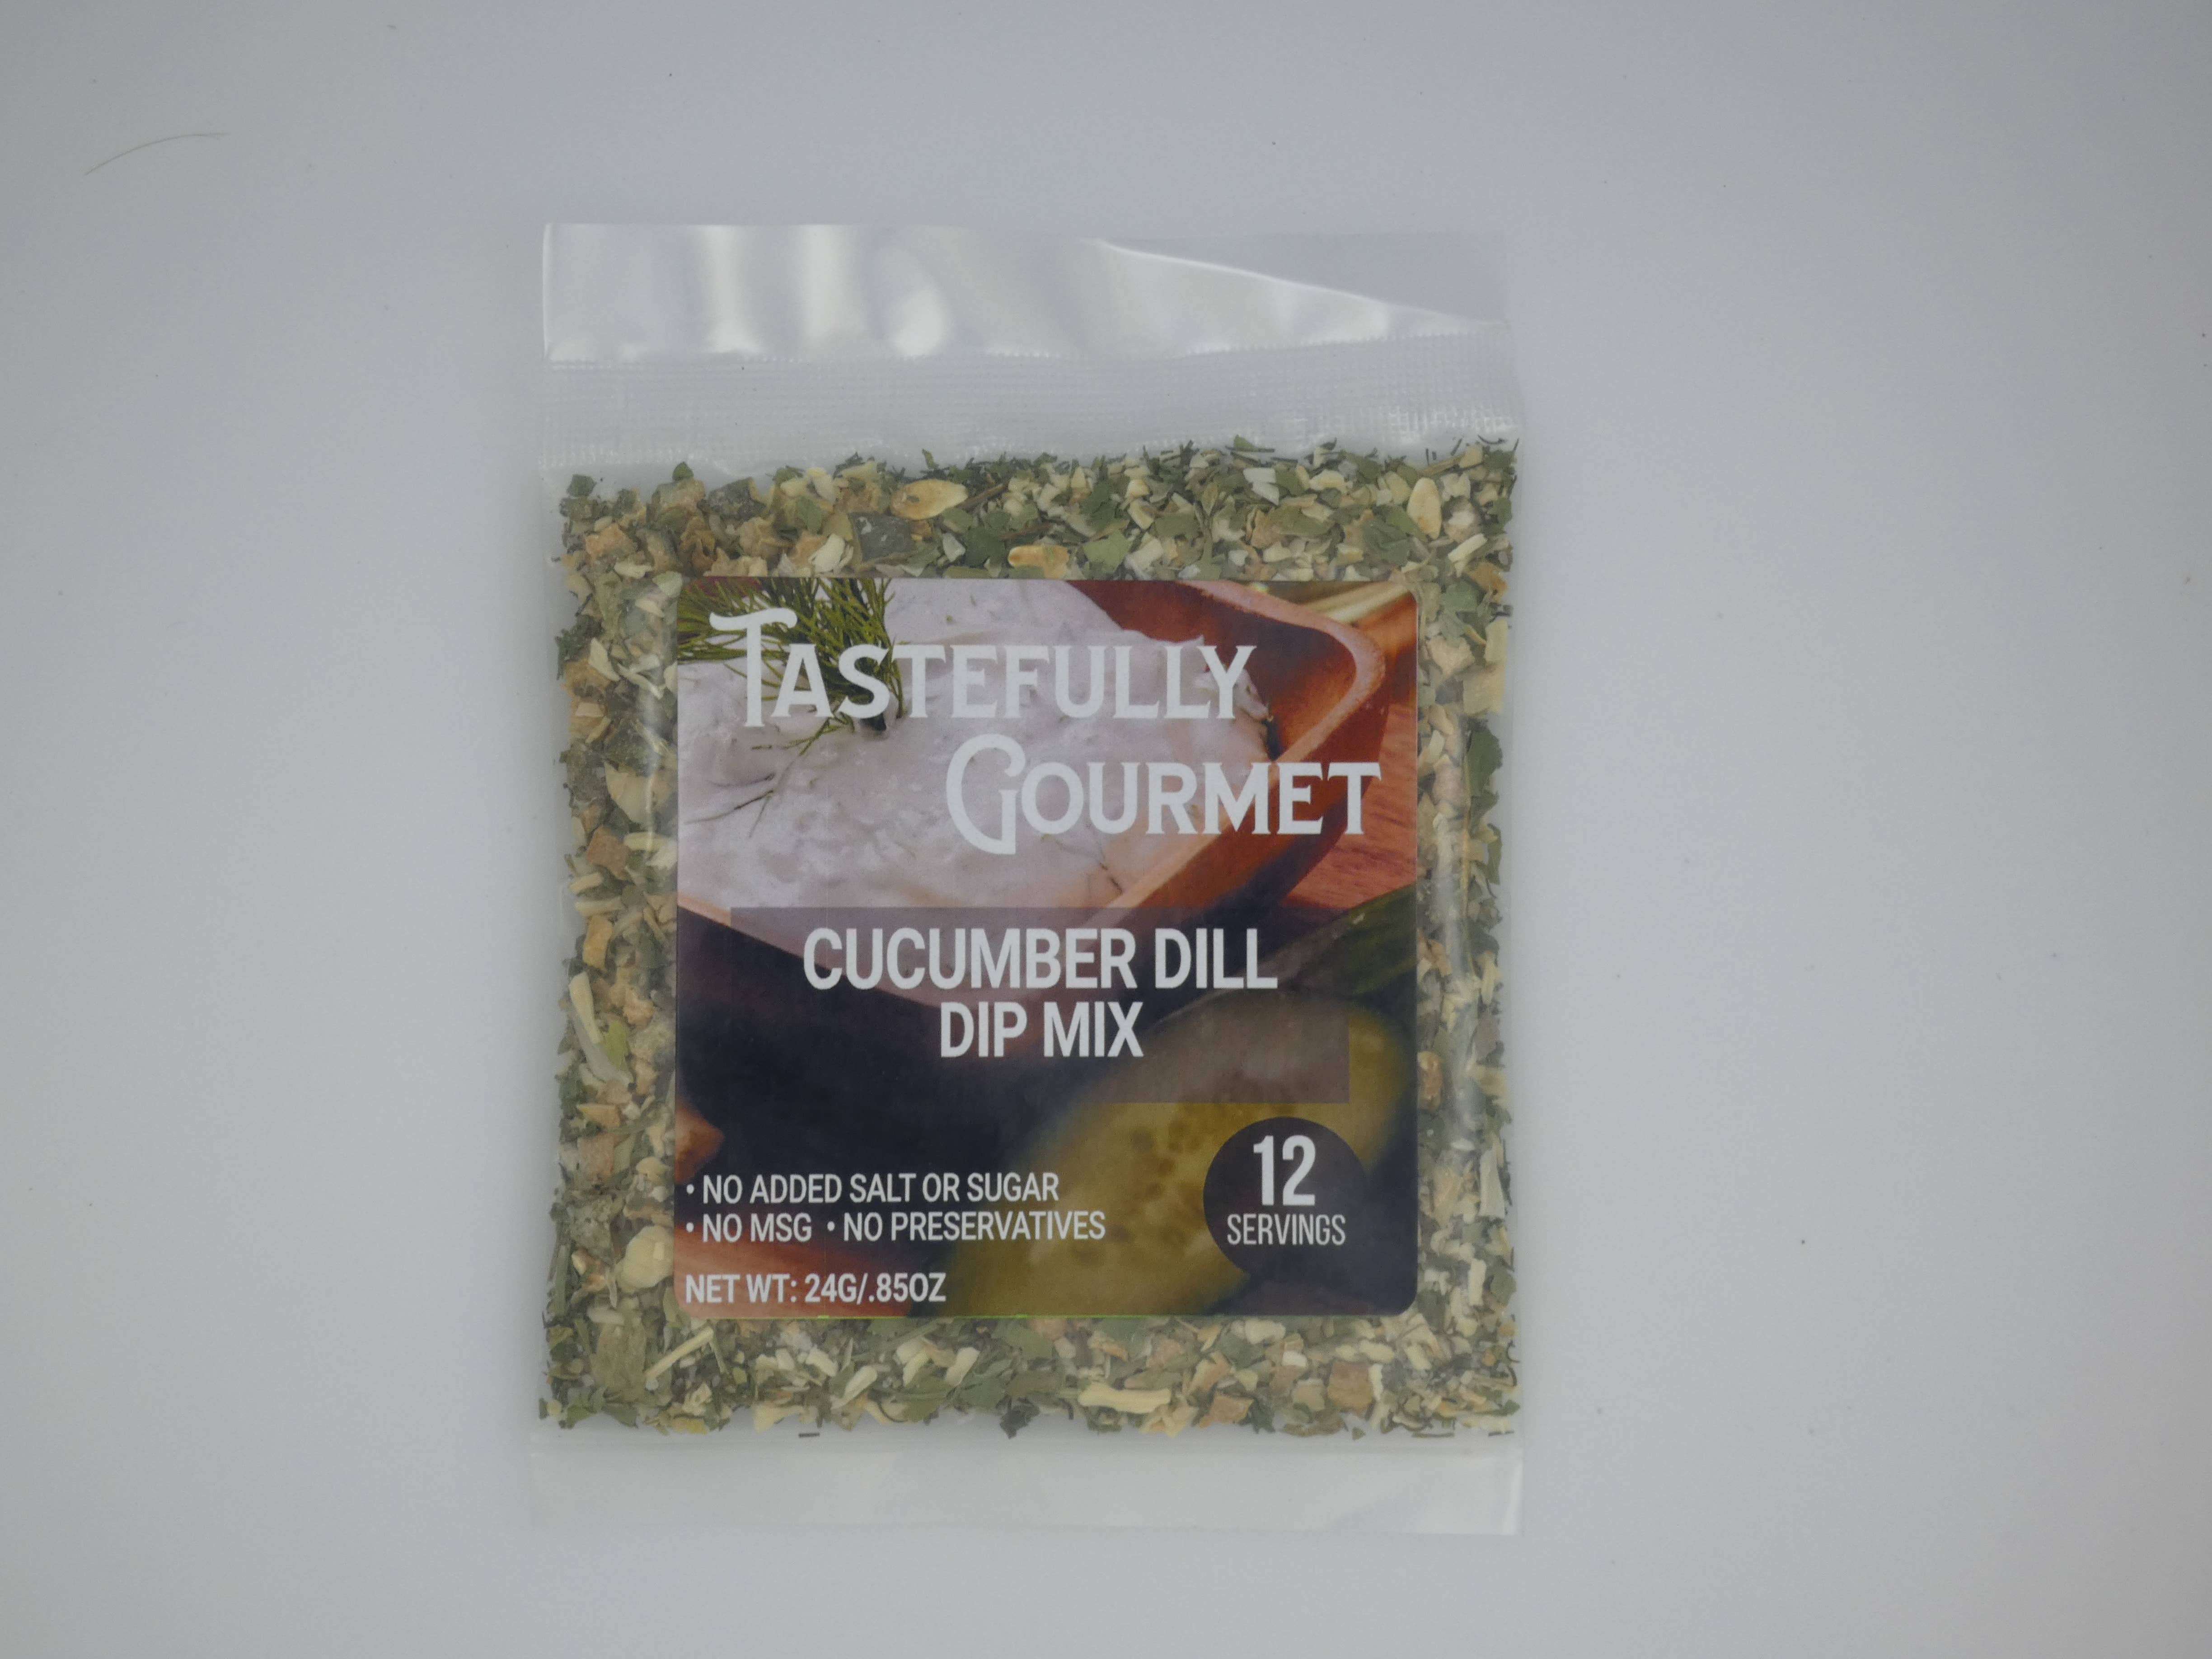 TASTEFULLY
GOURMET
CUCUMBER DILL
DIP MIX
• NO ADDED SALT OR SUGAR
• NO MSG • NO PRESERVATIVES
NET WT: 24G/.85OZ
12
SERVINGS